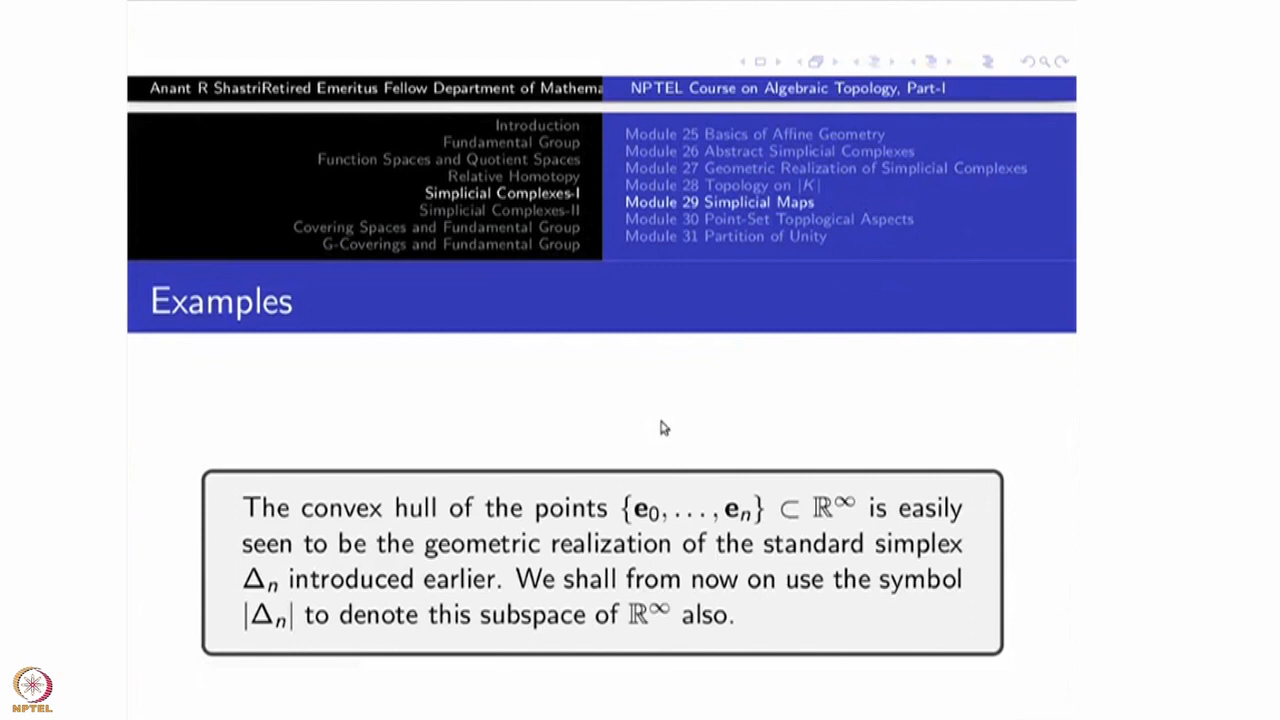 Anant R ShastriRetired Emeritus Fellow Department of Mathema
NPTEL Course on Algebraic Topology, Part-I
Introduction
Fundamental Group
Function Spaces and Quotient Spaces
Relative Homotopy
Simplicial Complexes-I
Simplicial Complexes-II
Covering Spaces and Fundamental Group
G-Coverings and Fundamental Group
Module 25 Basics of Affine Geometry
Module 26 Abstract Simplicial Complexes
Module 27 Geometric Realization of Simplicial Complexes
Module 28 Topology on |K|
Module 29 Simplicial Maps
Module 30 Point-Set Topplogical Aspects
Module 31 Partition of Unity
Examples
The convex hull of the points {e₀, . . . , eₙ} ⊂ ℝ^∞ is easily
seen to be the geometric realization of the standard simplex
Δₙ introduced earlier. We shall from now on use the symbol
|Δₙ| to denote this subspace of ℝ^∞ also.
NPTEL